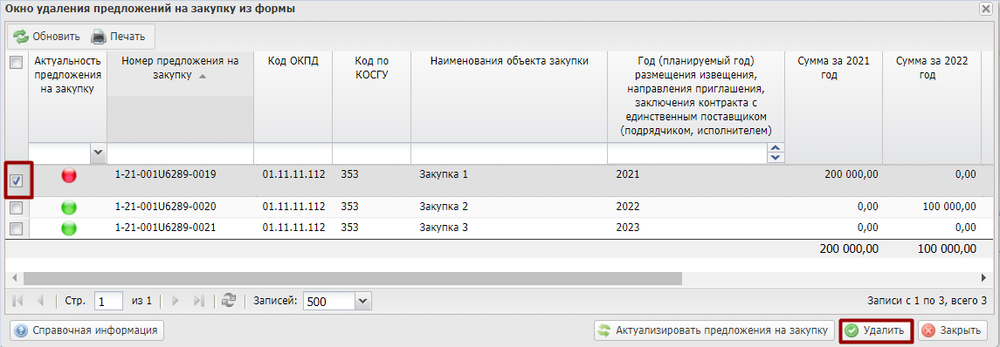 Окно удаления предложений на закупку из формы
Обновить Печать
Актуальность предложения на закупку
Номер предложения на закупку
Код ОКПД
Код по КОСГУ
Наименования объекта закупки
Год (планируемый год) размещения извещения, направления приглашения, заключения контракта с единственным поставщиком (подрядчиком, исполнителем)
Сумма за 2021 год
Сумма за 2022 год
1-21-001U6289-0019 01.11.11.112 353 Закупка 1 2021 200 000,00 0,00
1-21-001U6289-0020 01.11.11.112 353 Закупка 2 2022 0,00 100 000,00
1-21-001U6289-0021 01.11.11.112 353 Закупка 3 2023 0,00 0,00
200 000,00 100 000,00
Стр. 1 из 1 Записей: 500 Записи с 1 по 3, всего 3
Справочная информация Актуализировать предложения на закупку Удалить Закрыть